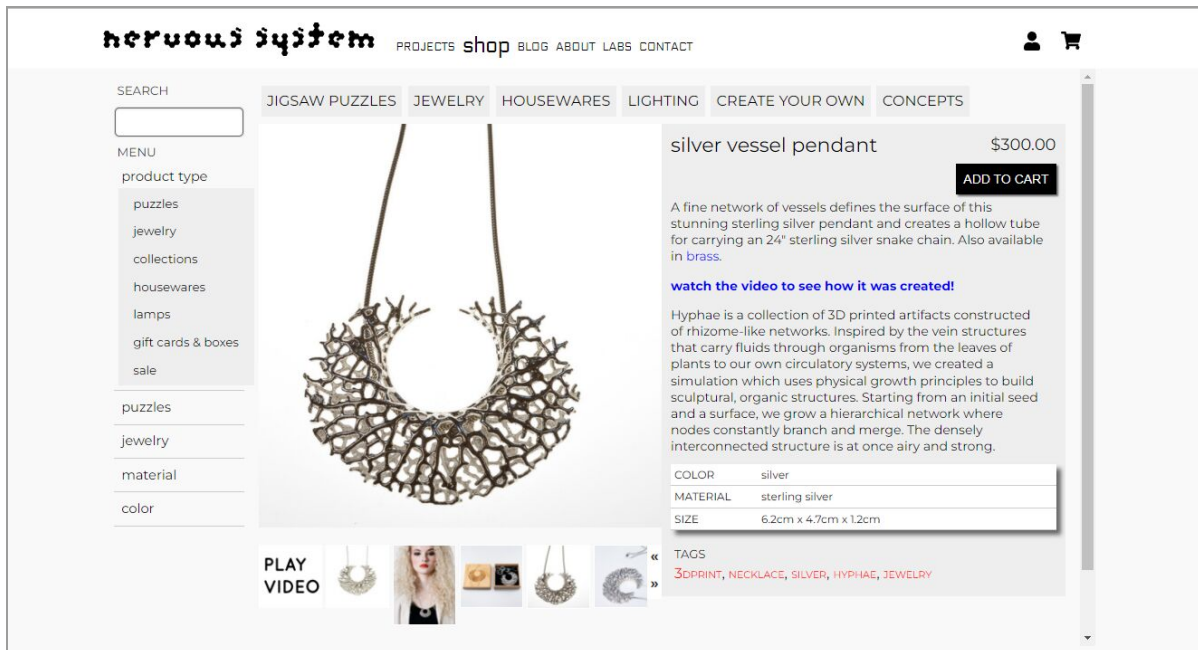 nervous system
PROJECTS shop BLOG ABOUT LABS CONTACT
SEARCH
MENU
product type
puzzles
jewelry
collections
housewares
lamps
gift cards & boxes
sale
puzzles
jewelry
material
color
JIGSAW PUZZLES JEWELRY HOUSEWARES LIGHTING CREATE YOUR OWN CONCEPTS
silver vessel pendant $300.00
ADD TO CART
A fine network of vessels defines the surface of this
stunning sterling silver pendant and creates a hollow tube
for carrying an 24" sterling silver snake chain. Also available
in brass.
watch the video to see how it was created!
Hyphae is a collection of 3D printed artifacts constructed
of rhizome-like networks. Inspired by the vein structures
that carry fluids through organisms from the leaves of
plants to our own circulatory systems, we created a
simulation which uses physical growth principles to build
sculptural, organic structures. Starting from an initial seed
and a surface, we grow a hierarchical network where
nodes constantly branch and merge. The densely
interconnected structure is at once airy and strong.
COLOR silver
MATERIAL sterling silver
SIZE 6.2cm x 4.7cm x 1.2cm
TAGS
3DPRINT, NECKLACE, SILVER, HYPHAE, JEWELRY
PLAY
VIDEO
«
»